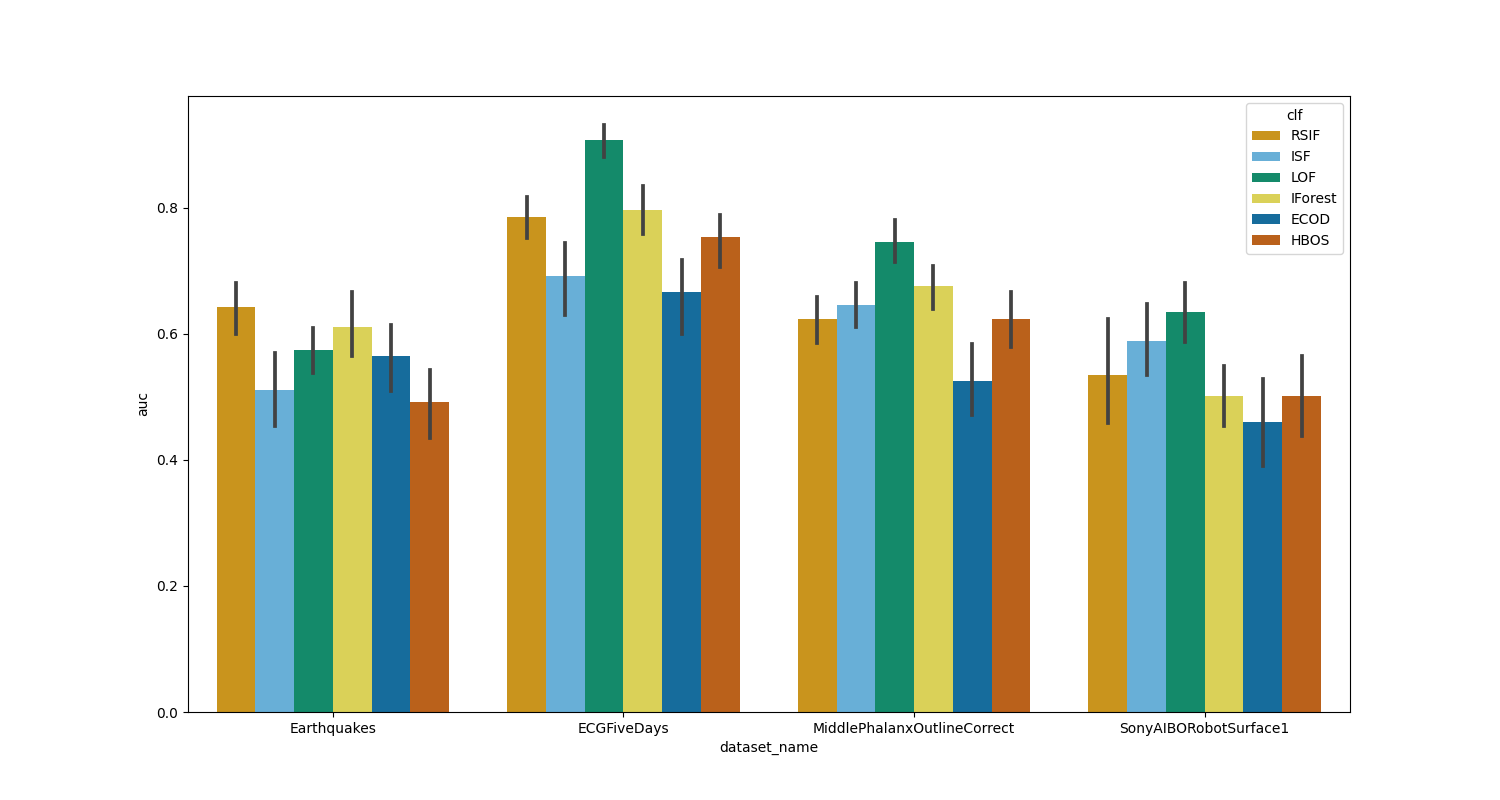 clf
RSIF
ISF
LOF
IForest
ECOD
HBOS
auc
0.8
0.6
0.4
0.2
0.0
Earthquakes
ECGFiveDays
MiddlePhalanxOutlineCorrect
SonyAIBORobotSurface1
dataset_name